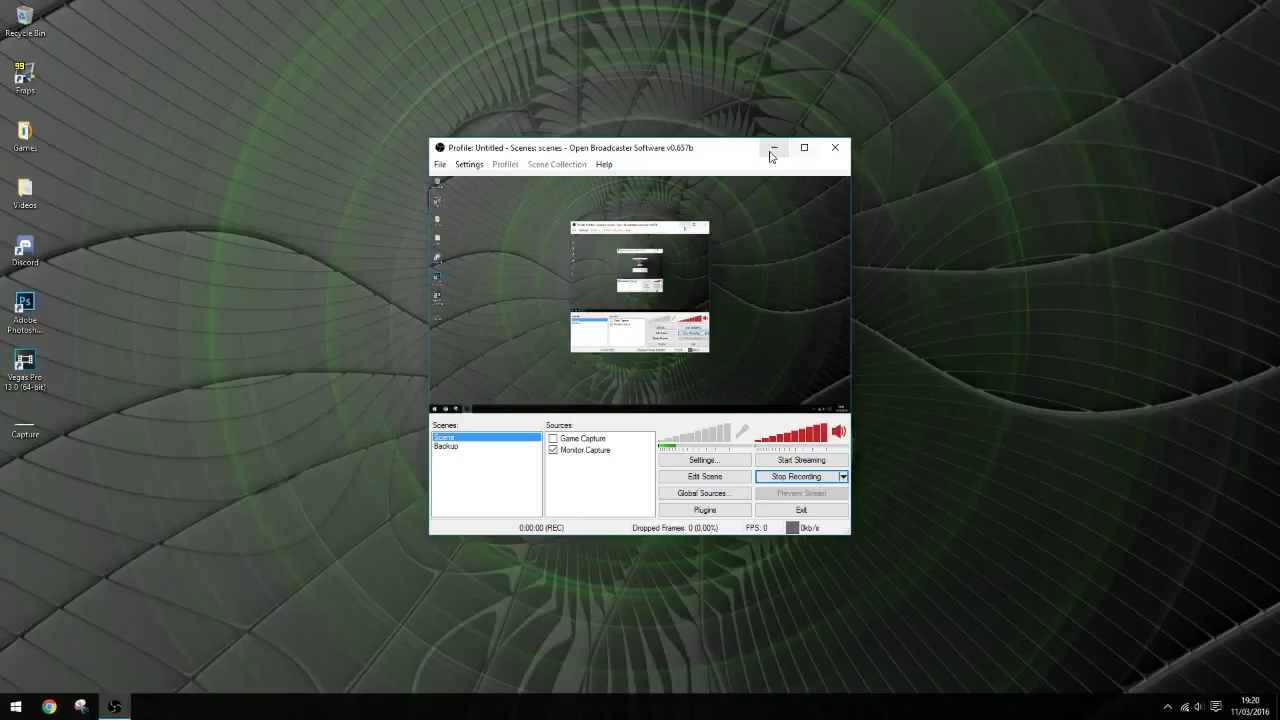 Recycle Bin
99
Fraps
Games
Videos
Discord
Ps
Adobe
Photosh...
Vegas Pro
13.0 (64-bit)
Capture
Profile: Untitled - Scenes: scenes - Open Broadcaster Software v0.657b
File Settings Profiles Scene Collection Help
Scenes: Sources:
Scene
Backup
Game Capture
Monitor Capture
Settings... Start Streaming
Edit Scene Stop Recording
Global Sources... Preview Stream
Plugins Exit
0:00:00 (REC) Dropped Frames: 0 (0.00%) FPS: 0 0kb/s
19:20
11/03/2016